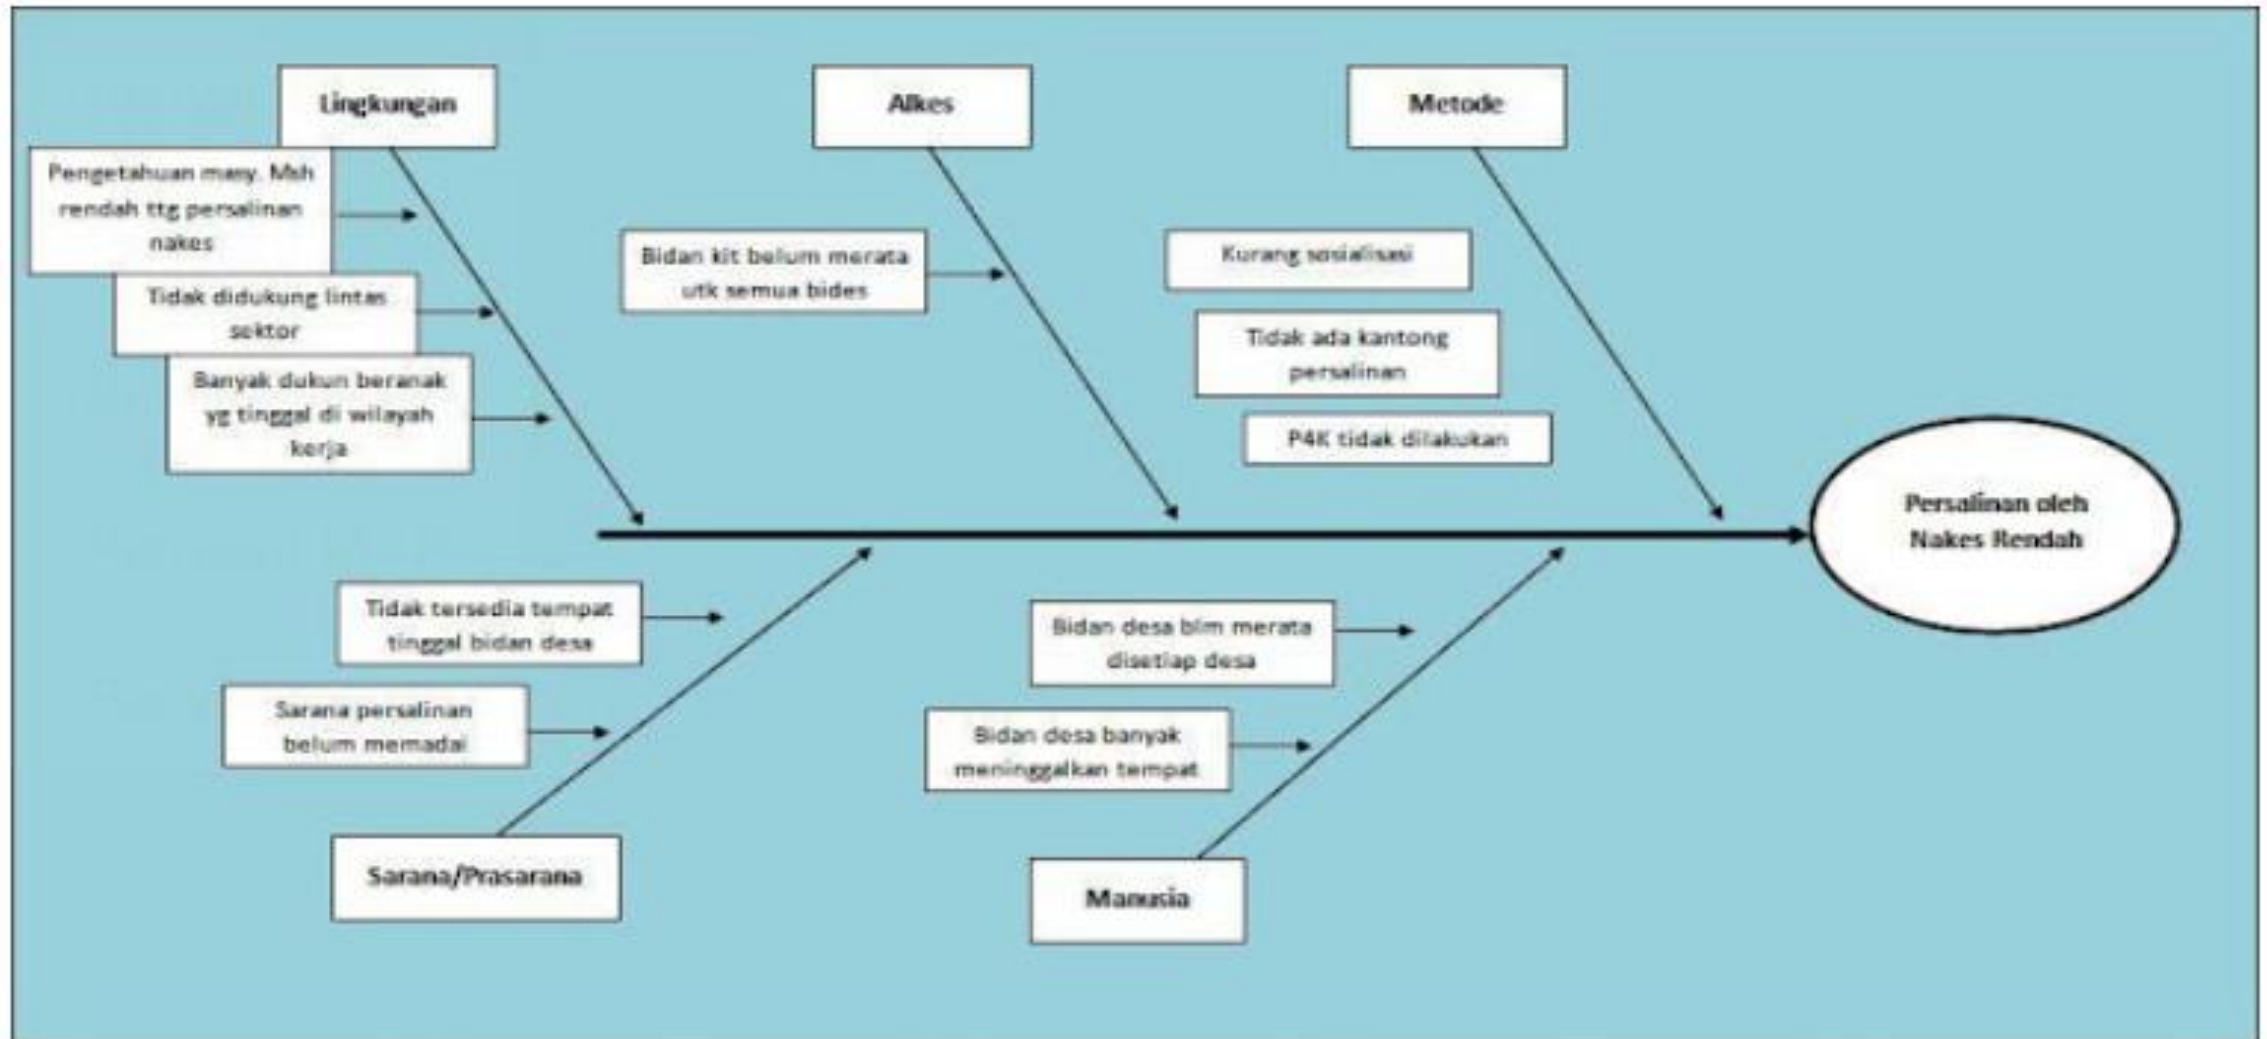 Lingkungan
Alkes
Metode
Pengetahuan masy. Msh
rendah ttg persalinan
nakes
Tidak didukung lintas
sektor
Banyak dukun beranak
yg tinggal di wilayah
kerja
Bidan kit belum merata
utk semua bides
Kurang sosialisasi
Tidak ada kantong
persalinan
P4K tidak dilakukan
Persalinan oleh
Nakes Rendah
Tidak tersedia tempat
tinggal bidan desa
Sarana persalinan
belum memadai
Sarana/Prasarana
Bidan desa blm merata
disetiap desa
Bidan desa banyak
meninggalkan tempat
Manusia